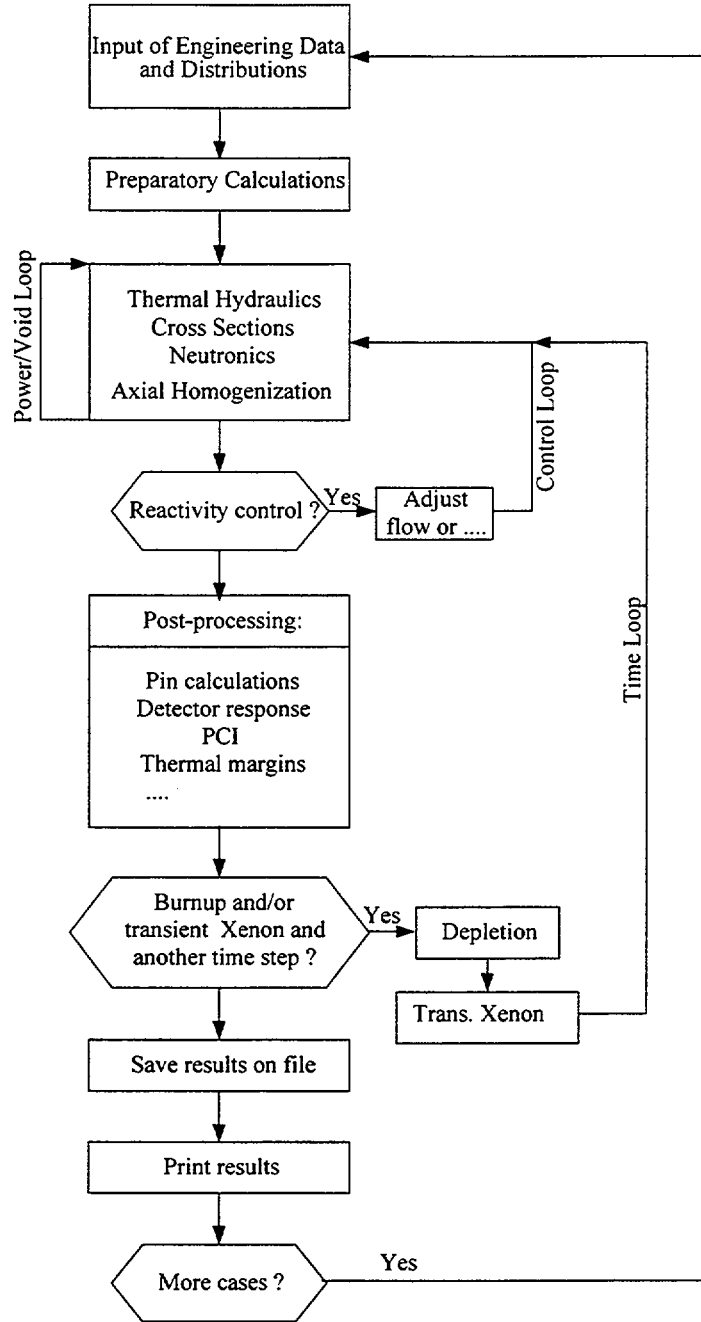 Input of Engineering Data
and Distributions
Preparatory Calculations
Power/Void Loop
Thermal Hydraulics
Cross Sections
Neutronics
Axial Homogenization
Control Loop
Time Loop
Reactivity control ?
Yes
Adjust
flow or ....
Post-processing:
Pin calculations
Detector response
PCI
Thermal margins
....
Burnup and/or
transient Xenon and
another time step ?
Yes
Depletion
Trans. Xenon
Save results on file
Print results
More cases ?
Yes